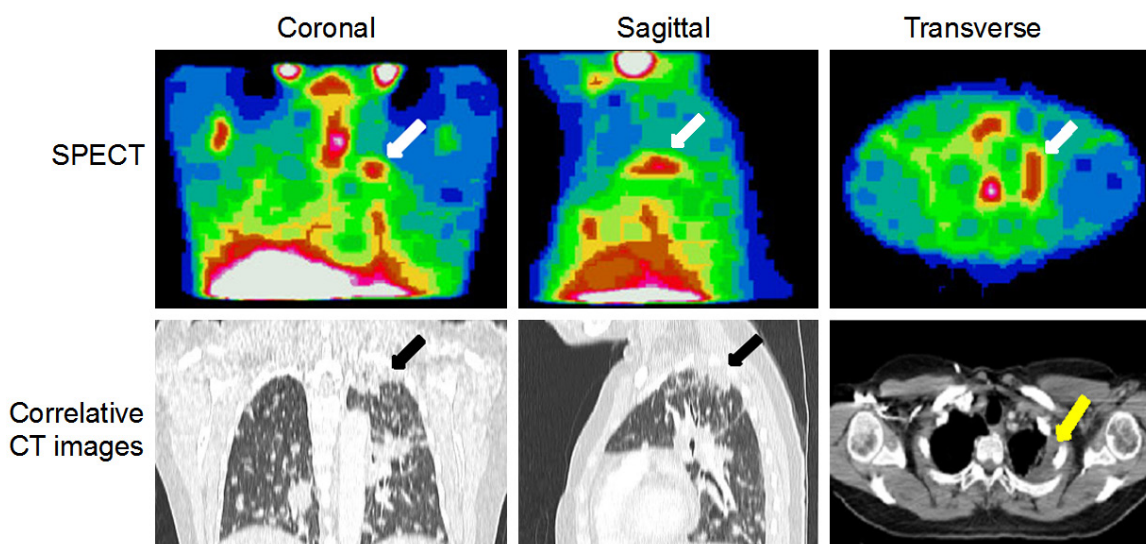 Coronal
Sagittal
Transverse
SPECT
Correlative
CT images